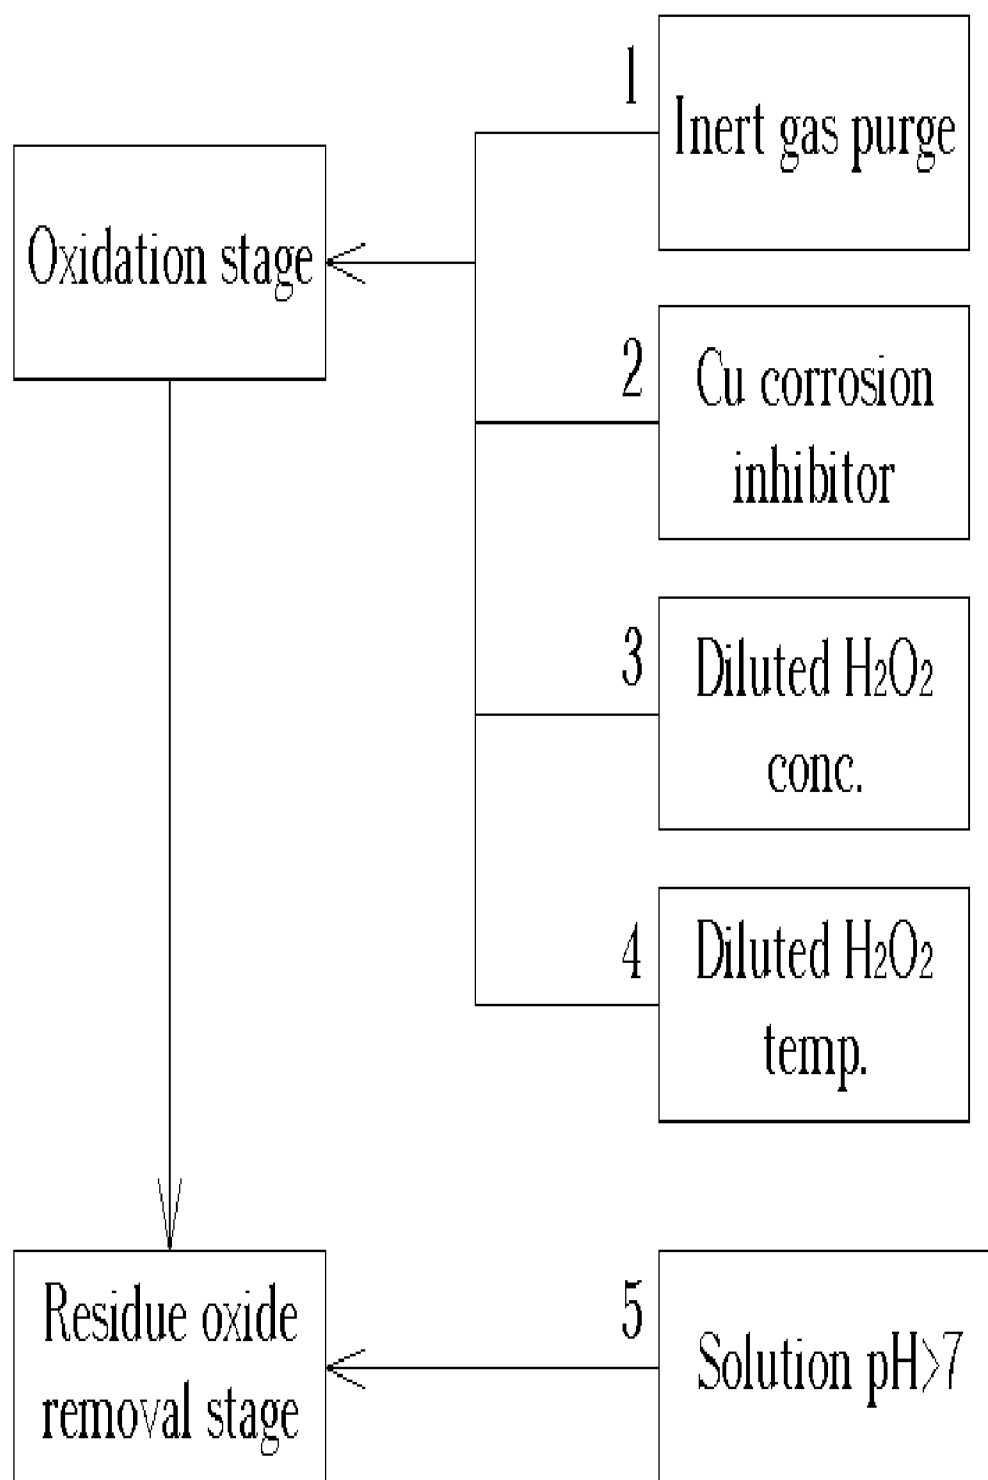 1
Inert gas purge
Oxidation stage
2
Cu corrosion
inhibitor
3
Diluted H₂O₂
conc.
4
Diluted H₂O₂
temp.
5
Residue oxide
removal stage
Solution pH>7